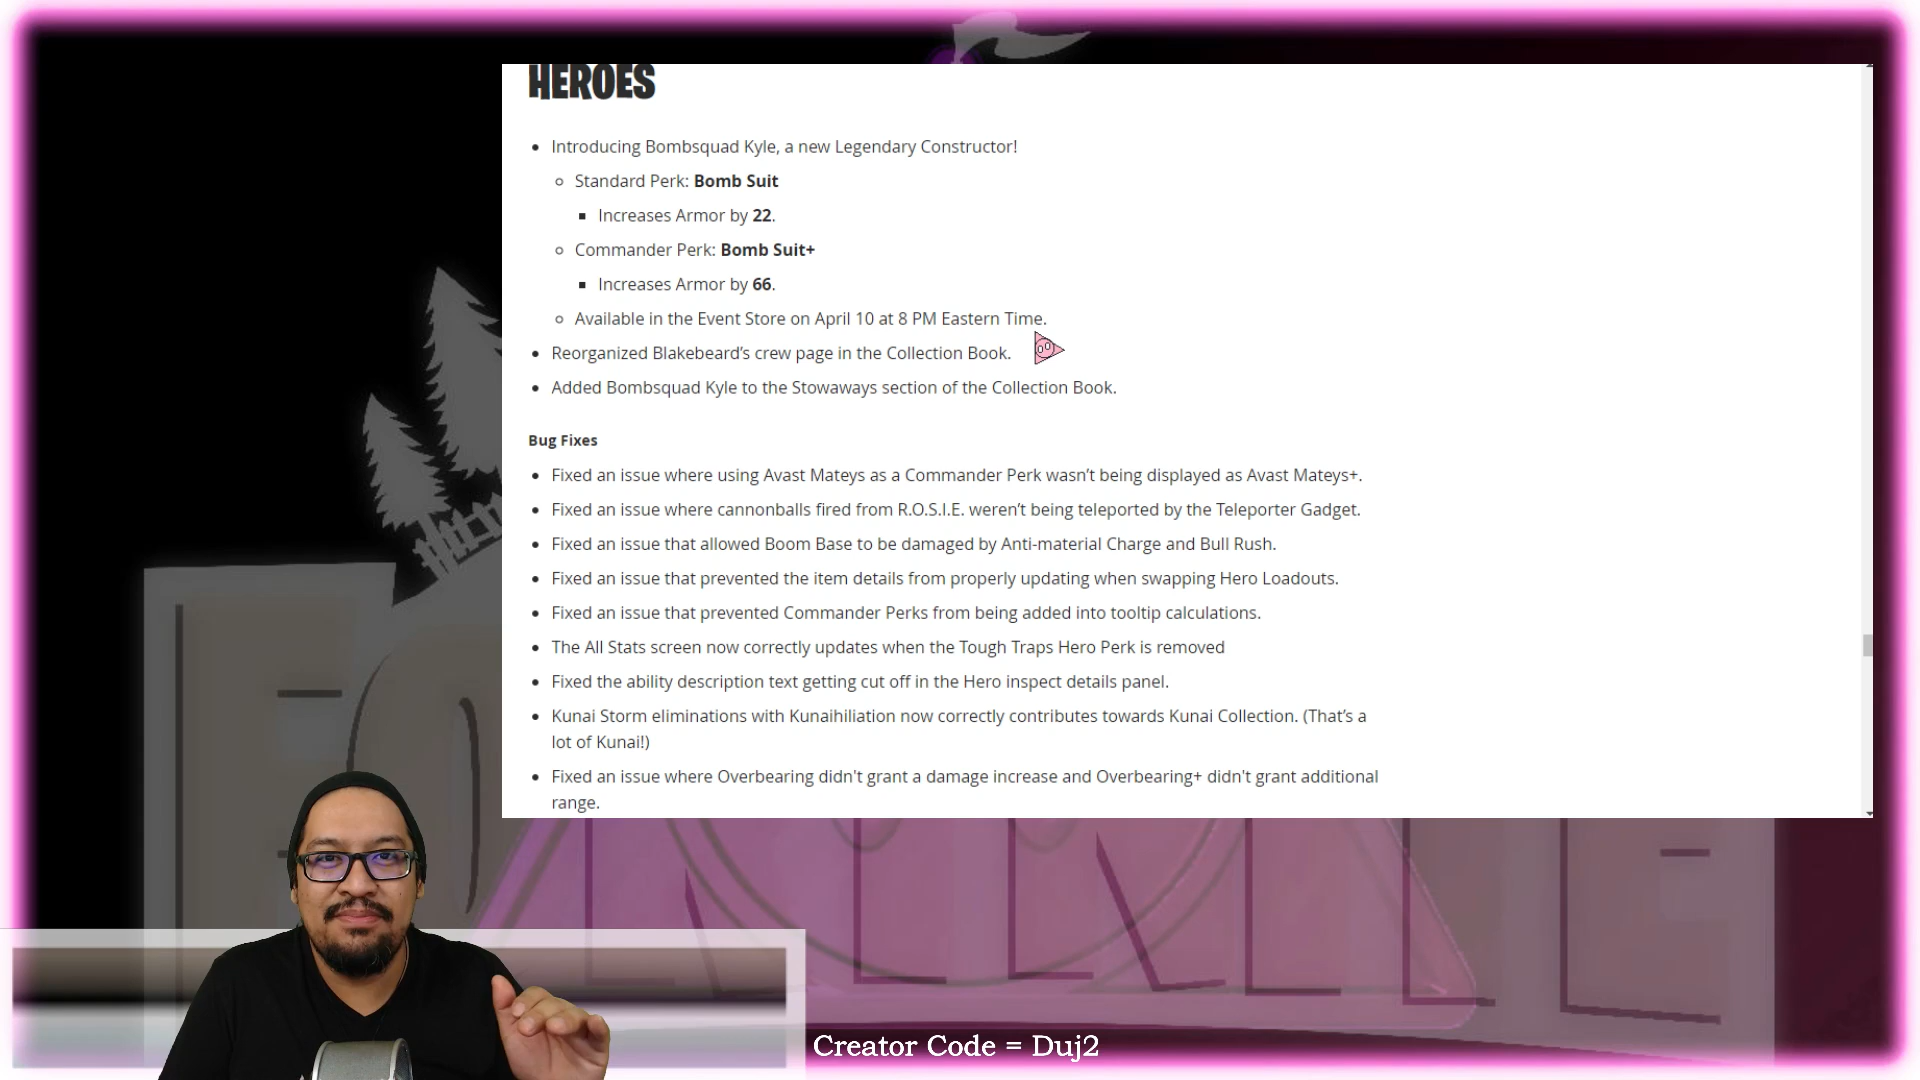 HEROES
Introducing Bombsquad Kyle, a new Legendary Constructor!
Standard Perk: Bomb Suit
Increases Armor by 22.
Commander Perk: Bomb Suit+
Increases Armor by 66.
Available in the Event Store on April 10 at 8 PM Eastern Time.
Reorganized Blakebeard’s crew page in the Collection Book.
Added Bombsquad Kyle to the Stowaways section of the Collection Book.
Bug Fixes
Fixed an issue where using Avast Mateys as a Commander Perk wasn’t being displayed as Avast Mateys+.
Fixed an issue where cannonballs fired from R.O.S.I.E. weren’t being teleported by the Teleporter Gadget.
Fixed an issue that allowed Boom Base to be damaged by Anti-material Charge and Bull Rush.
Fixed an issue that prevented the item details from properly updating when swapping Hero Loadouts.
Fixed an issue that prevented Commander Perks from being added into tooltip calculations.
The All Stats screen now correctly updates when the Tough Traps Hero Perk is removed
Fixed the ability description text getting cut off in the Hero inspect details panel.
Kunai Storm eliminations with Kunaihiliation now correctly contributes towards Kunai Collection. (That’s a
lot of Kunai!)
Fixed an issue where Overbearing didn't grant a damage increase and Overbearing+ didn't grant additional
range.
Creator Code = Duj2